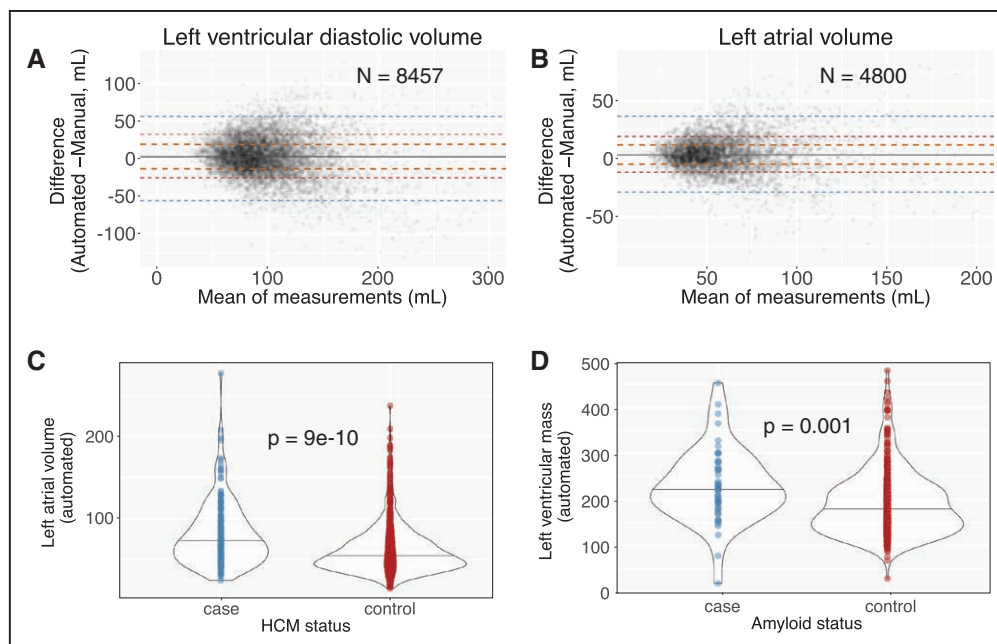 A
Left ventricular diastolic volume
N = 8457
Difference
(Automated –Manual, mL)
100
50
0
-50
-100
0
100
200
300
Mean of measurements (mL)
B
Left atrial volume
N = 4800
Difference
(Automated –Manual, mL)
50
0
-50
50
100
150
200
Mean of measurements (mL)
C
Left atrial volume
(automated)
200
100
p = 9e-10
case
control
HCM status
D
Left ventricular mass
(automated)
500
400
300
200
100
0
p = 0.001
case
control
Amyloid status